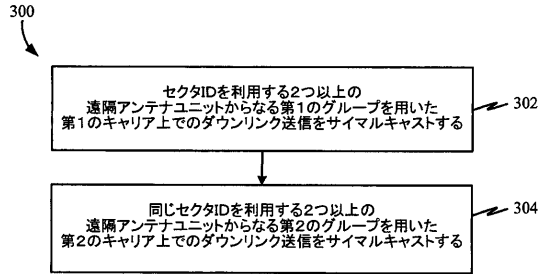 300
セクタIDを利用する2つ以上の
遠隔アンテナユニットからなる第1のグループを用いた
第1のキャリア上でのダウンリンク送信をサイマルキャストする
302
同じセクタIDを利用する2つ以上の
遠隔アンテナユニットからなる第2のグループを用いた
第2のキャリア上でのダウンリンク送信をサイマルキャストする
304